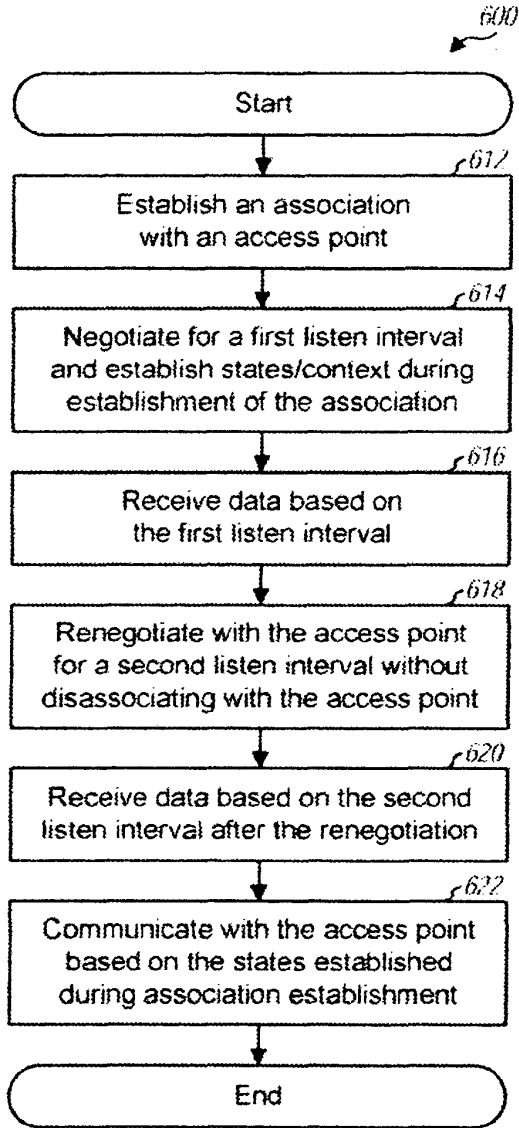 600
Start
612
Establish an association
with an access point
614
Negotiate for a first listen interval
and establish states/context during
establishment of the association
616
Receive data based on
the first listen interval
618
Renegotiate with the access point
for a second listen interval without
disassociating with the access point
620
Receive data based on the second
listen interval after the renegotiation
622
Communicate with the access point
based on the states established
during association establishment
End